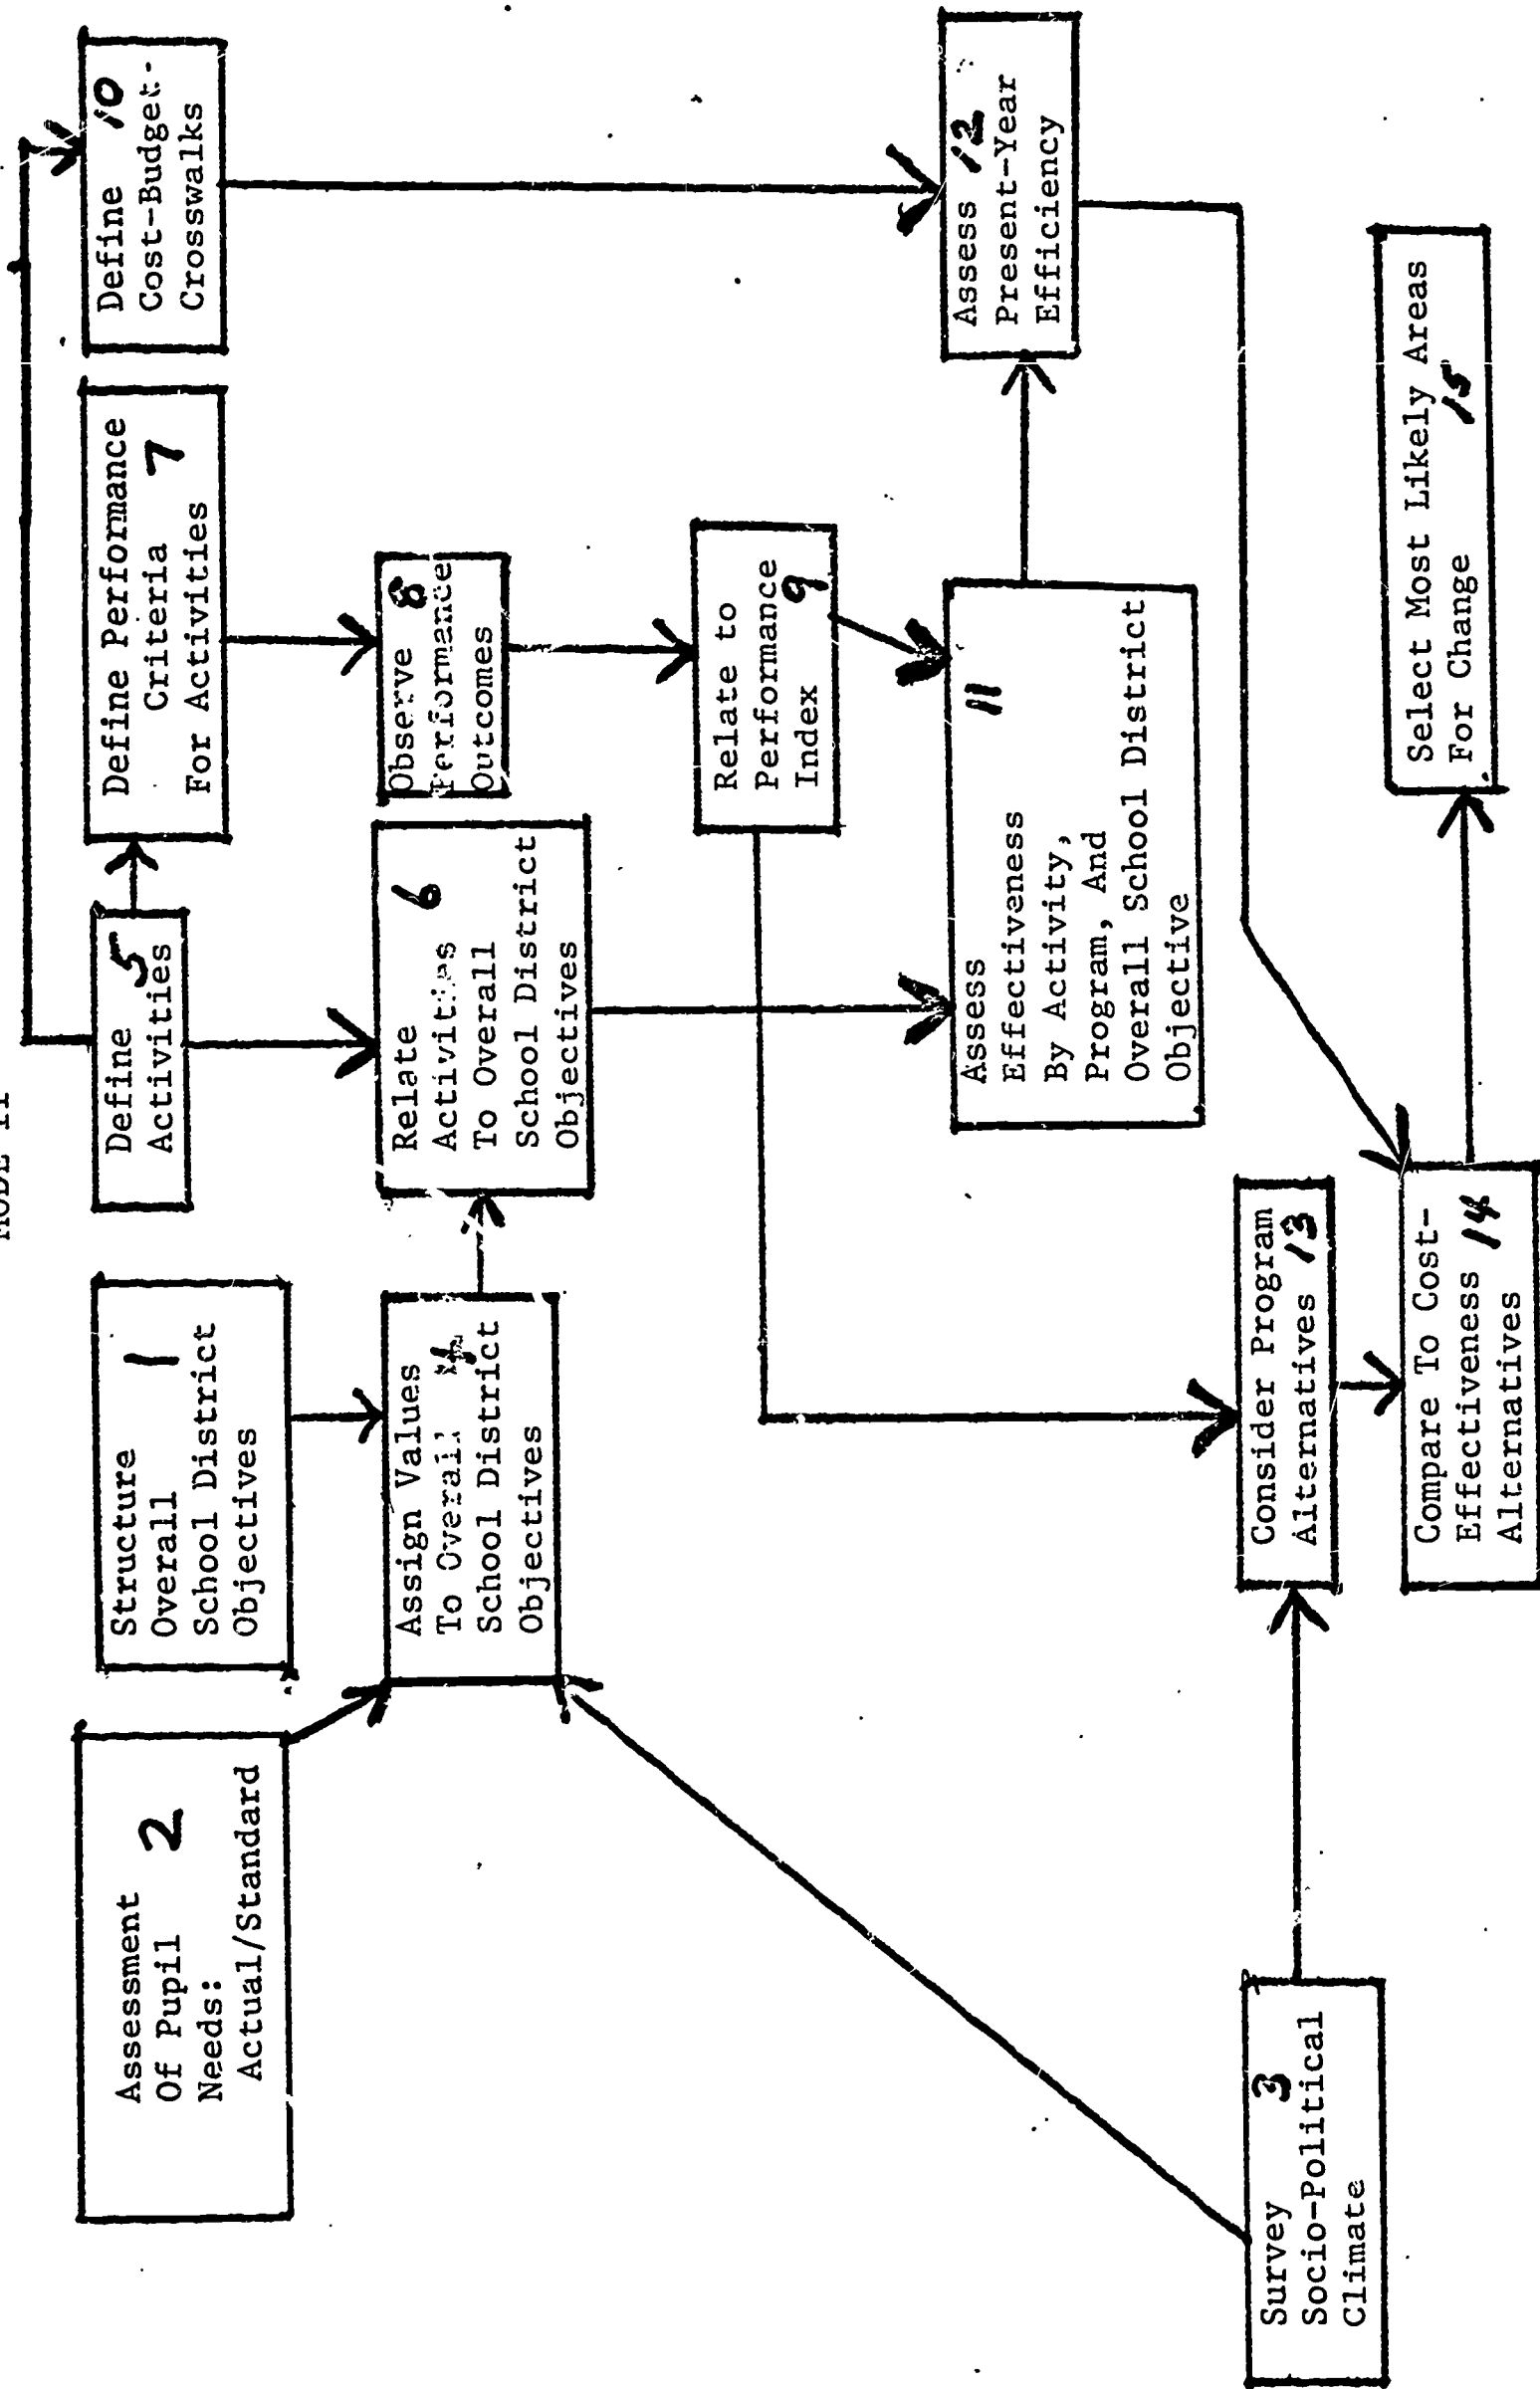 MODE II
Assessment
Of Pupil 2
Needs:
Actual/Standard
Structure
Overall 1
School District
Objectives
Define 5
Activities
Define Performance
Criteria 7
For Activities
Define 10
Cost-Budget-
Crosswalks
Assign Values
To Overall 4
School District
Objectives
Relate 6
Activities
To Overall
School District
Objectives
Observe 8
Performance
Outcomes
Relate to
Performance
Index 9
Assess 11
Effectiveness
By Activity,
Program, And
Overall School District
Objective
Assess 12
Present-Year
Efficiency
Survey 3
Socio-Political
Climate
Consider Program
Alternatives 13
Compare To Cost-
Effectiveness 14
Alternatives
Select Most Likely Areas
For Change 15